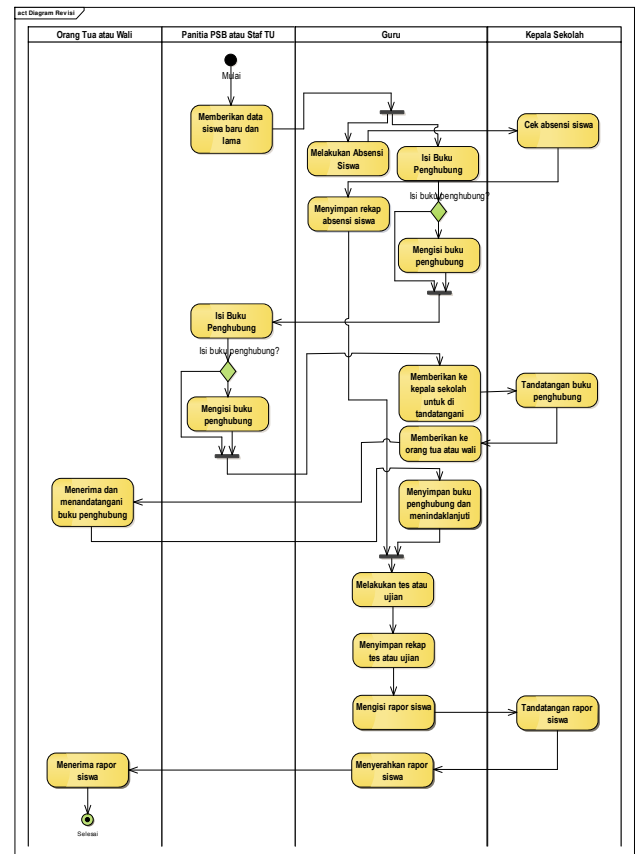 act Diagram Revisi
Orang Tua atau Wali
Panitia PSB atau Staf TU
Guru
Kepala Sekolah
Mulai
Memberikan data
siswa baru dan
lama
Melakukan Absensi
Siswa
Isi Buku
Penghubung
Cek absensi siswa
Isi buku penghubung?
Menyimpan rekap
absensi siswa
Mengisi buku
penghubung
Isi Buku
Penghubung
Isi buku penghubung?
Mengisi buku
penghubung
Memberikan ke
kepala sekolah
untuk di
tandatangani
Tandatangan buku
penghubung
Memberikan ke
orang tua atau wali
Menerima dan
menandatangani
buku penghubung
Menyimpan buku
penghubung dan
menindaklanjuti
Melakukan tes atau
ujian
Menyimpan rekap
tes atau ujian
Mengisi rapor siswa
Tandatangan rapor
siswa
Menyerahkan rapor
siswa
Menerima rapor
siswa
Selesai